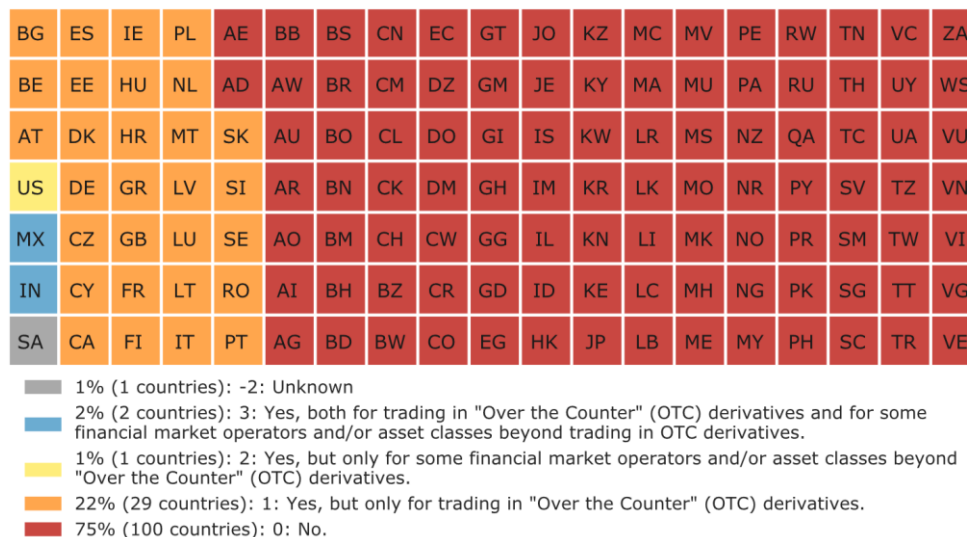 BG ES IE PL AE BB BS CN EC GT JO KZ MC MV PE RW TN VC ZA
BE EE HU NL AD AW BR CM DZ GM JE KY MA MU PA RU TH UY WS
AT DK HR MT SK AU BO CL DO GI IS KW LR MS NZ QA TC UA VU
US DE GR LV SI AR BN CK DM GH IM KR LK MO NR PY SV TZ VN
MX CZ GB LU SE AO BM CH CW GG IL KN LI MK NO PR SM TW VI
IN CY FR LT RO AI BH BZ CR GD ID KE LC MH NG PK SG TT VG
SA CA FI IT PT AG BD BW CO EG HK JP LB ME MY PH SC TR VE
1% (1 countries): -2: Unknown
2% (2 countries): 3: Yes, both for trading in "Over the Counter" (OTC) derivatives and for some
financial market operators and/or asset classes beyond trading in OTC derivatives.
1% (1 countries): 2: Yes, but only for some financial market operators and/or asset classes beyond
"Over the Counter" (OTC) derivatives.
22% (29 countries): 1: Yes, but only for trading in "Over the Counter" (OTC) derivatives.
75% (100 countries): 0: No.